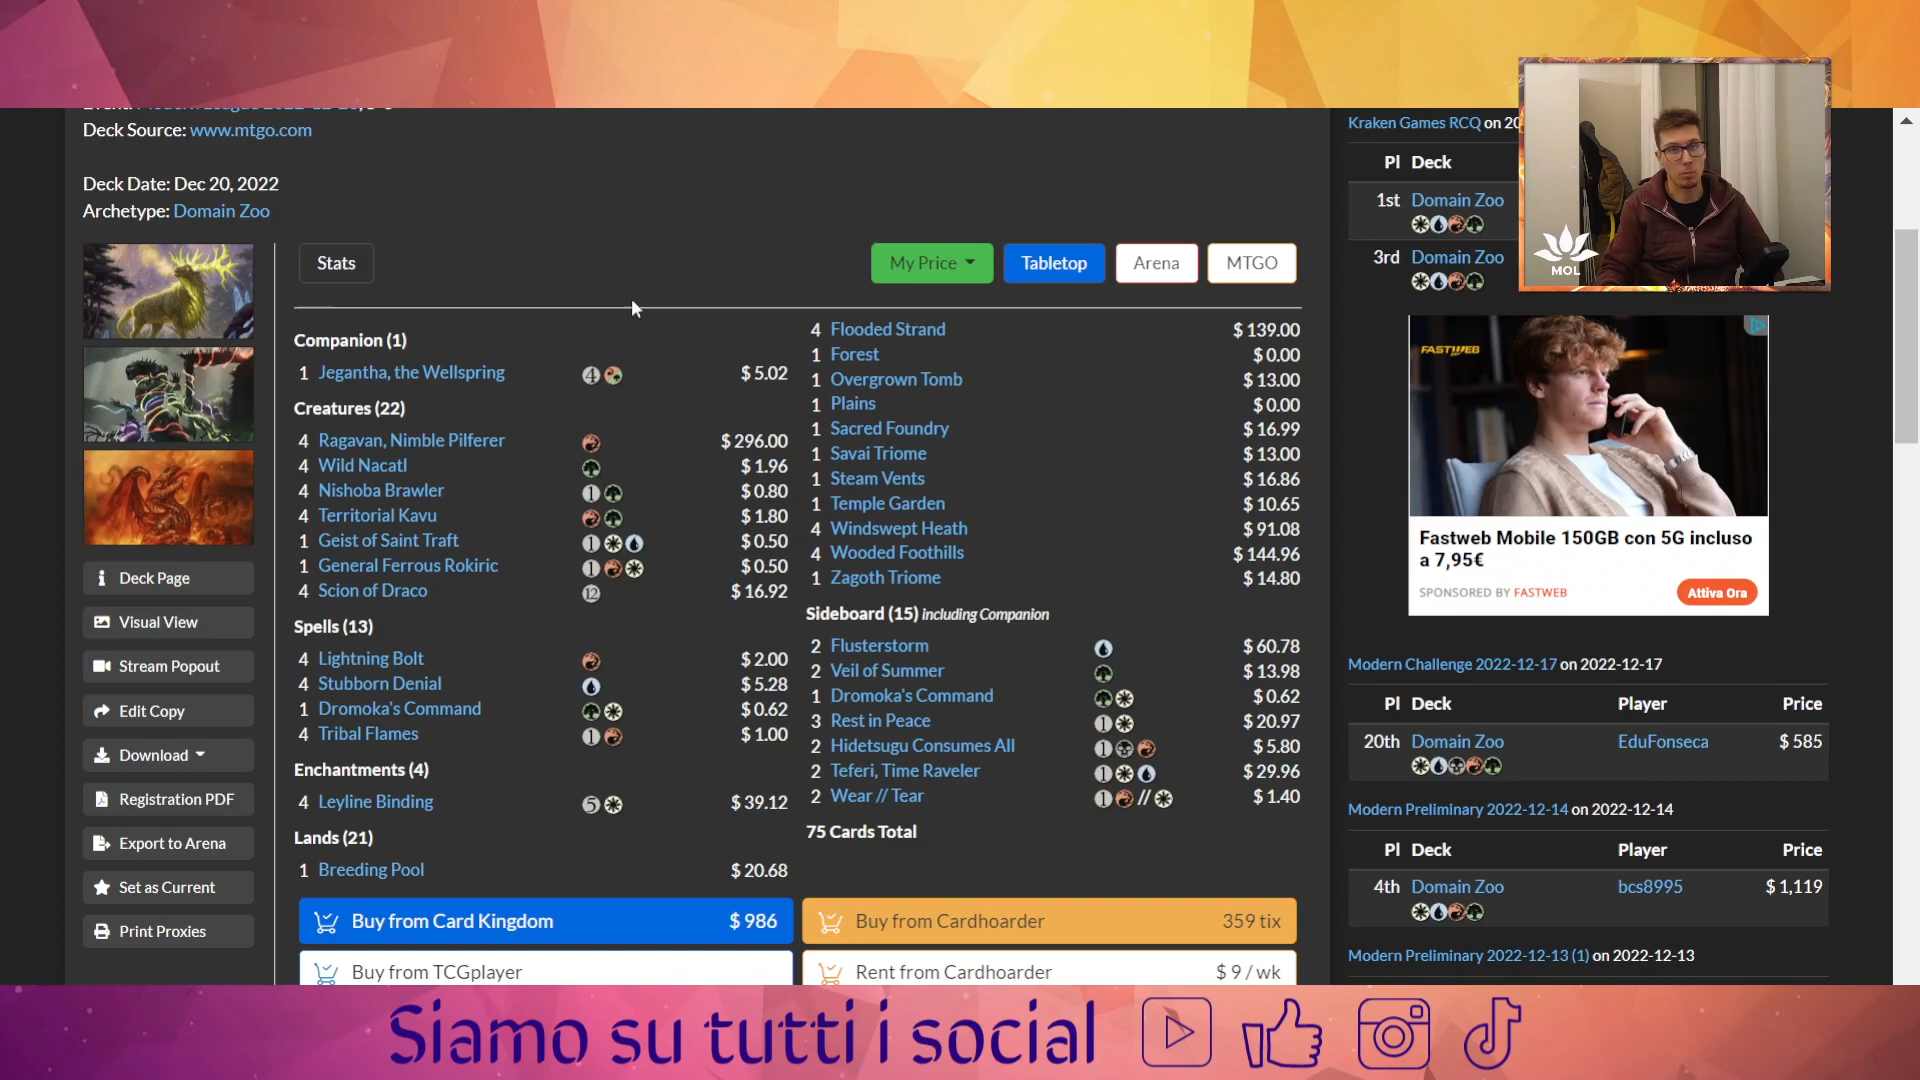 Deck Source: www.mtgo.com
Deck Date: Dec 20, 2022
Archetype: Domain Zoo
Stats
My Price
Tabletop
Arena
MTGO
Deck Page
Visual View
Stream Popout
Edit Copy
Download
Registration PDF
Export to Arena
Set as Current
Print Proxies
Companion (1)
1 Jegantha, the Wellspring 4 $ 5.02
Creatures (22)
4 Ragavan, Nimble Pilferer $ 296.00
4 Wild Nacatl $ 1.96
4 Nishoba Brawler 1 $ 0.80
4 Territorial Kavu $ 1.80
1 Geist of Saint Traft 1 $ 0.50
1 General Ferrous Rokiric 1 $ 0.50
4 Scion of Draco 12 $ 16.92
Spells (13)
4 Lightning Bolt $ 2.00
4 Stubborn Denial $ 5.28
1 Dromoka's Command $ 0.62
4 Tribal Flames 1 $ 1.00
Enchantments (4)
4 Leyline Binding 5 $ 39.12
Lands (21)
1 Breeding Pool $ 20.68
4 Flooded Strand $ 139.00
1 Forest $ 0.00
1 Overgrown Tomb $ 13.00
1 Plains $ 0.00
1 Sacred Foundry $ 16.99
1 Savai Triome $ 13.00
1 Steam Vents $ 16.86
1 Temple Garden $ 10.65
4 Windswept Heath $ 91.08
4 Wooded Foothills $ 144.96
1 Zagoth Triome $ 14.80
Sideboard (15) including Companion
2 Flusterstorm $ 60.78
2 Veil of Summer $ 13.98
1 Dromoka's Command $ 0.62
3 Rest in Peace 1 $ 20.97
2 Hidetsugu Consumes All 1 $ 5.80
2 Teferi, Time Raveler 1 $ 29.96
2 Wear // Tear 1 // $ 1.40
75 Cards Total
Buy from Card Kingdom $ 986
Buy from Cardhoarder 359 tix
Buy from TCGplayer
Rent from Cardhoarder $ 9 / wk
Kraken Games RCQ on 20
Pl Deck
1st Domain Zoo
3rd Domain Zoo
MOL
FASTWEB
Fastweb Mobile 150GB con 5G incluso
a 7,95€
SPONSORED BY FASTWEB
Attiva Ora
Modern Challenge 2022-12-17 on 2022-12-17
Pl Deck Player Price
20th Domain Zoo EduFonseca $ 585
Modern Preliminary 2022-12-14 on 2022-12-14
Pl Deck Player Price
4th Domain Zoo bcs8995 $ 1,119
Modern Preliminary 2022-12-13 (1) on 2022-12-13
Siamo su tutti i social